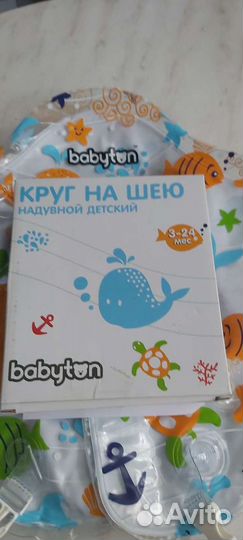 babyton
КРУГ НА ШЕЮ
НАДУВНОЙ ДЕТСКИЙ
3-24
мес
babyton
Avito